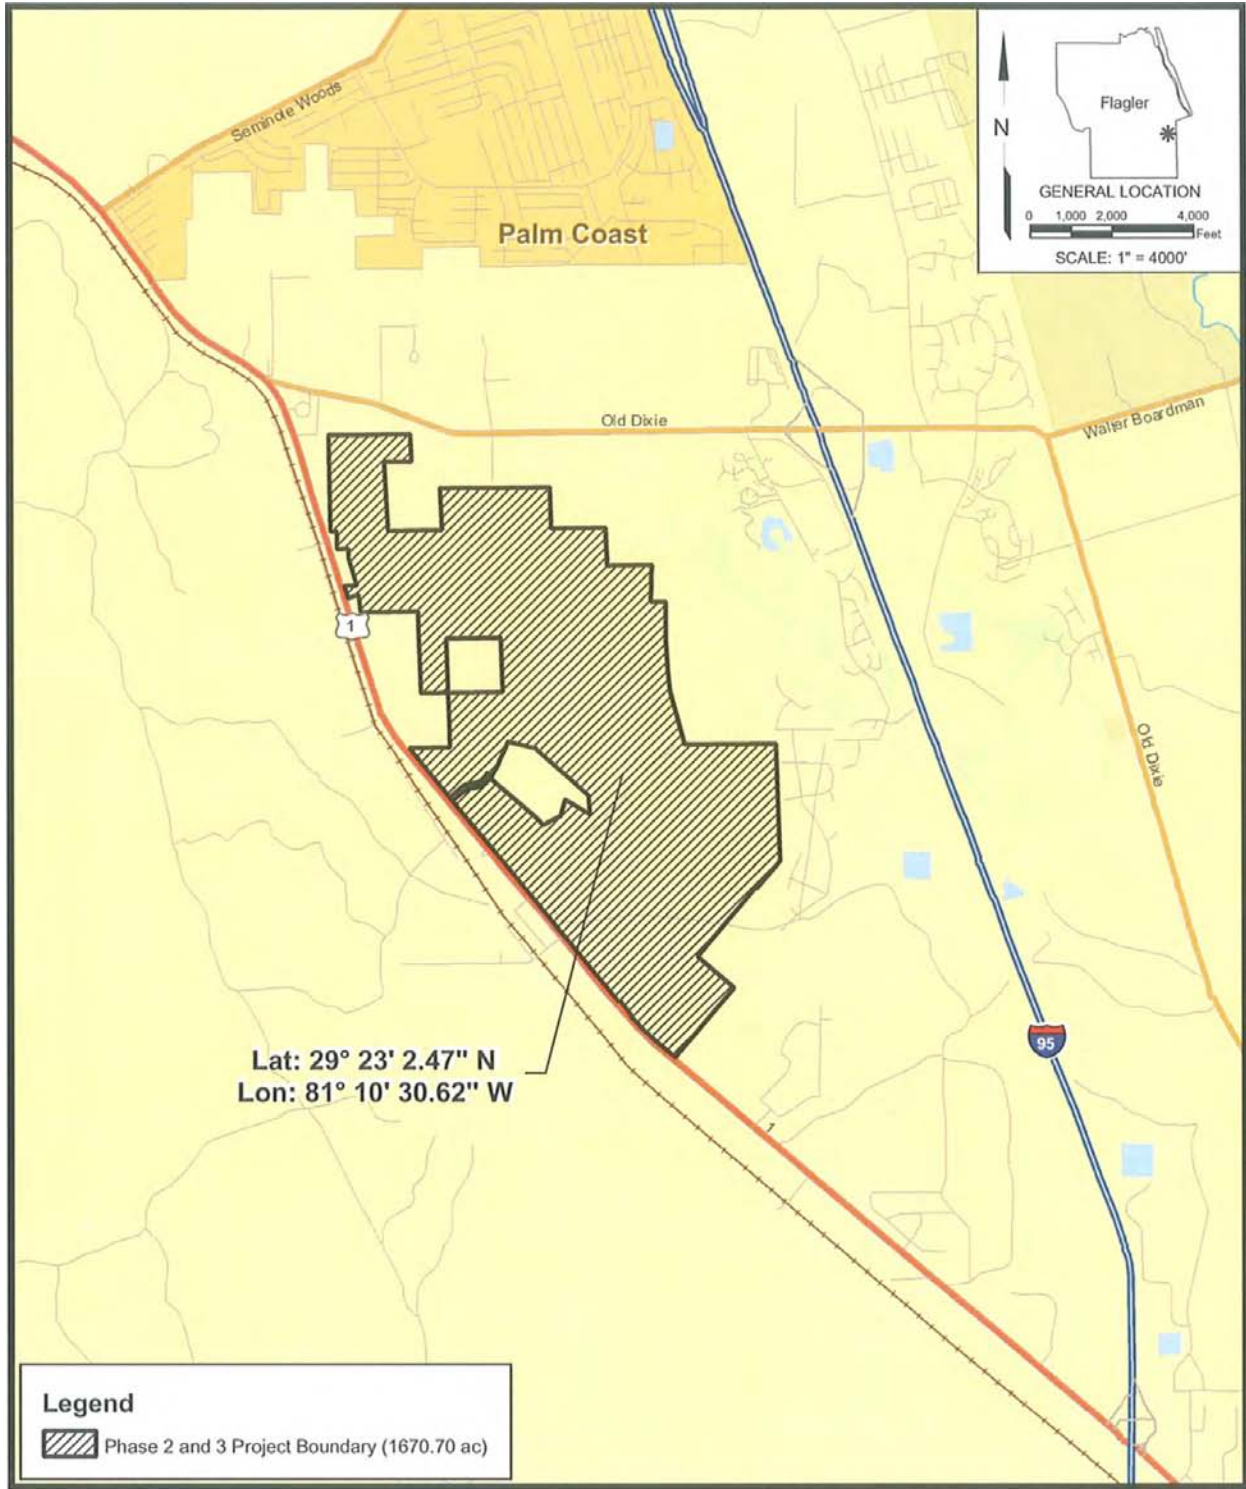 Flagler
N
GENERAL LOCATION
0 1,000 2,000 4,000
Feet
SCALE: 1" = 4000'
Seminole Woods
Palm Coast
Old Dixie
Walter Boardman
1
Old Dixie
95
Lat: 29° 23' 2.47" N
Lon: 81° 10' 30.62" W
1
Legend
Phase 2 and 3 Project Boundary (1670.70 ac)